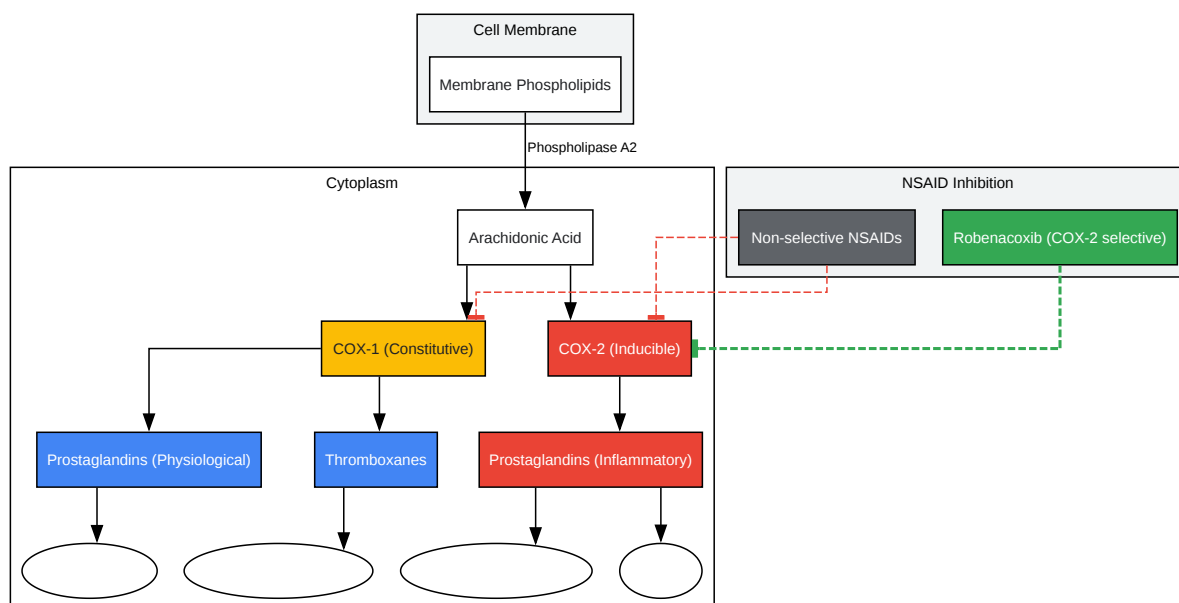 Cell Membrane
Membrane Phospholipids
Phospholipase A2
Cytoplasm
NSAID Inhibition
Arachidonic Acid
Non-selective NSAIDs
Robenacoxib (COX-2 selective)
COX-1 (Constitutive)
COX-2 (Inducible)
Prostaglandins (Physiological)
Thromboxanes
Prostaglandins (Inflammatory)